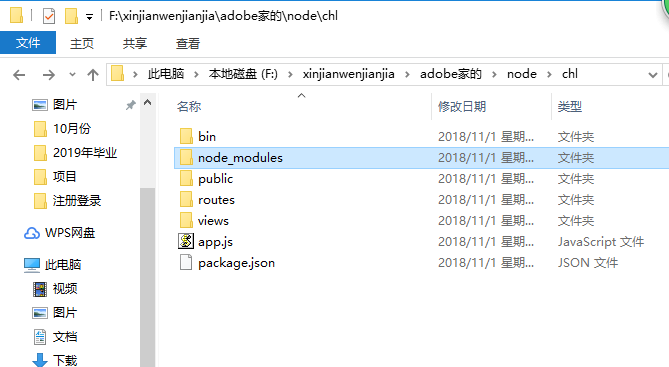 F:\xinjianwenjianjia\adobe家的\node\chl
文件 主页 共享 查看
此电脑 本地磁盘 (F:) xinjianwenjianjia adobe家的 node chl
图片
10月份
2019年毕业
项目
注册登录
WPS网盘
此电脑
视频
图片
文档
下载
名称 修改日期 类型
bin 2018/11/1 星期... 文件夹
node_modules 2018/11/1 星期... 文件夹
public 2018/11/1 星期... 文件夹
routes 2018/11/1 星期... 文件夹
views 2018/11/1 星期... 文件夹
app.js 2018/11/1 星期... JavaScript 文件
package.json 2018/11/1 星期... JSON 文件